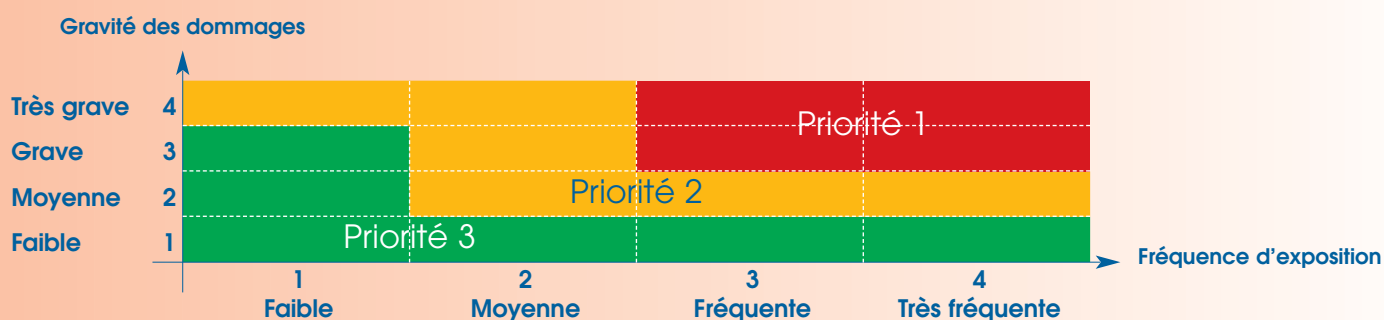 Gravité des dommages
Très grave 4
Priorité 1
Grave 3
Moyenne 2
Priorité 2
Faible 1
Priorité 3
Fréquence d'exposition
1 2 3 4
Faible Moyenne Fréquente Très fréquente